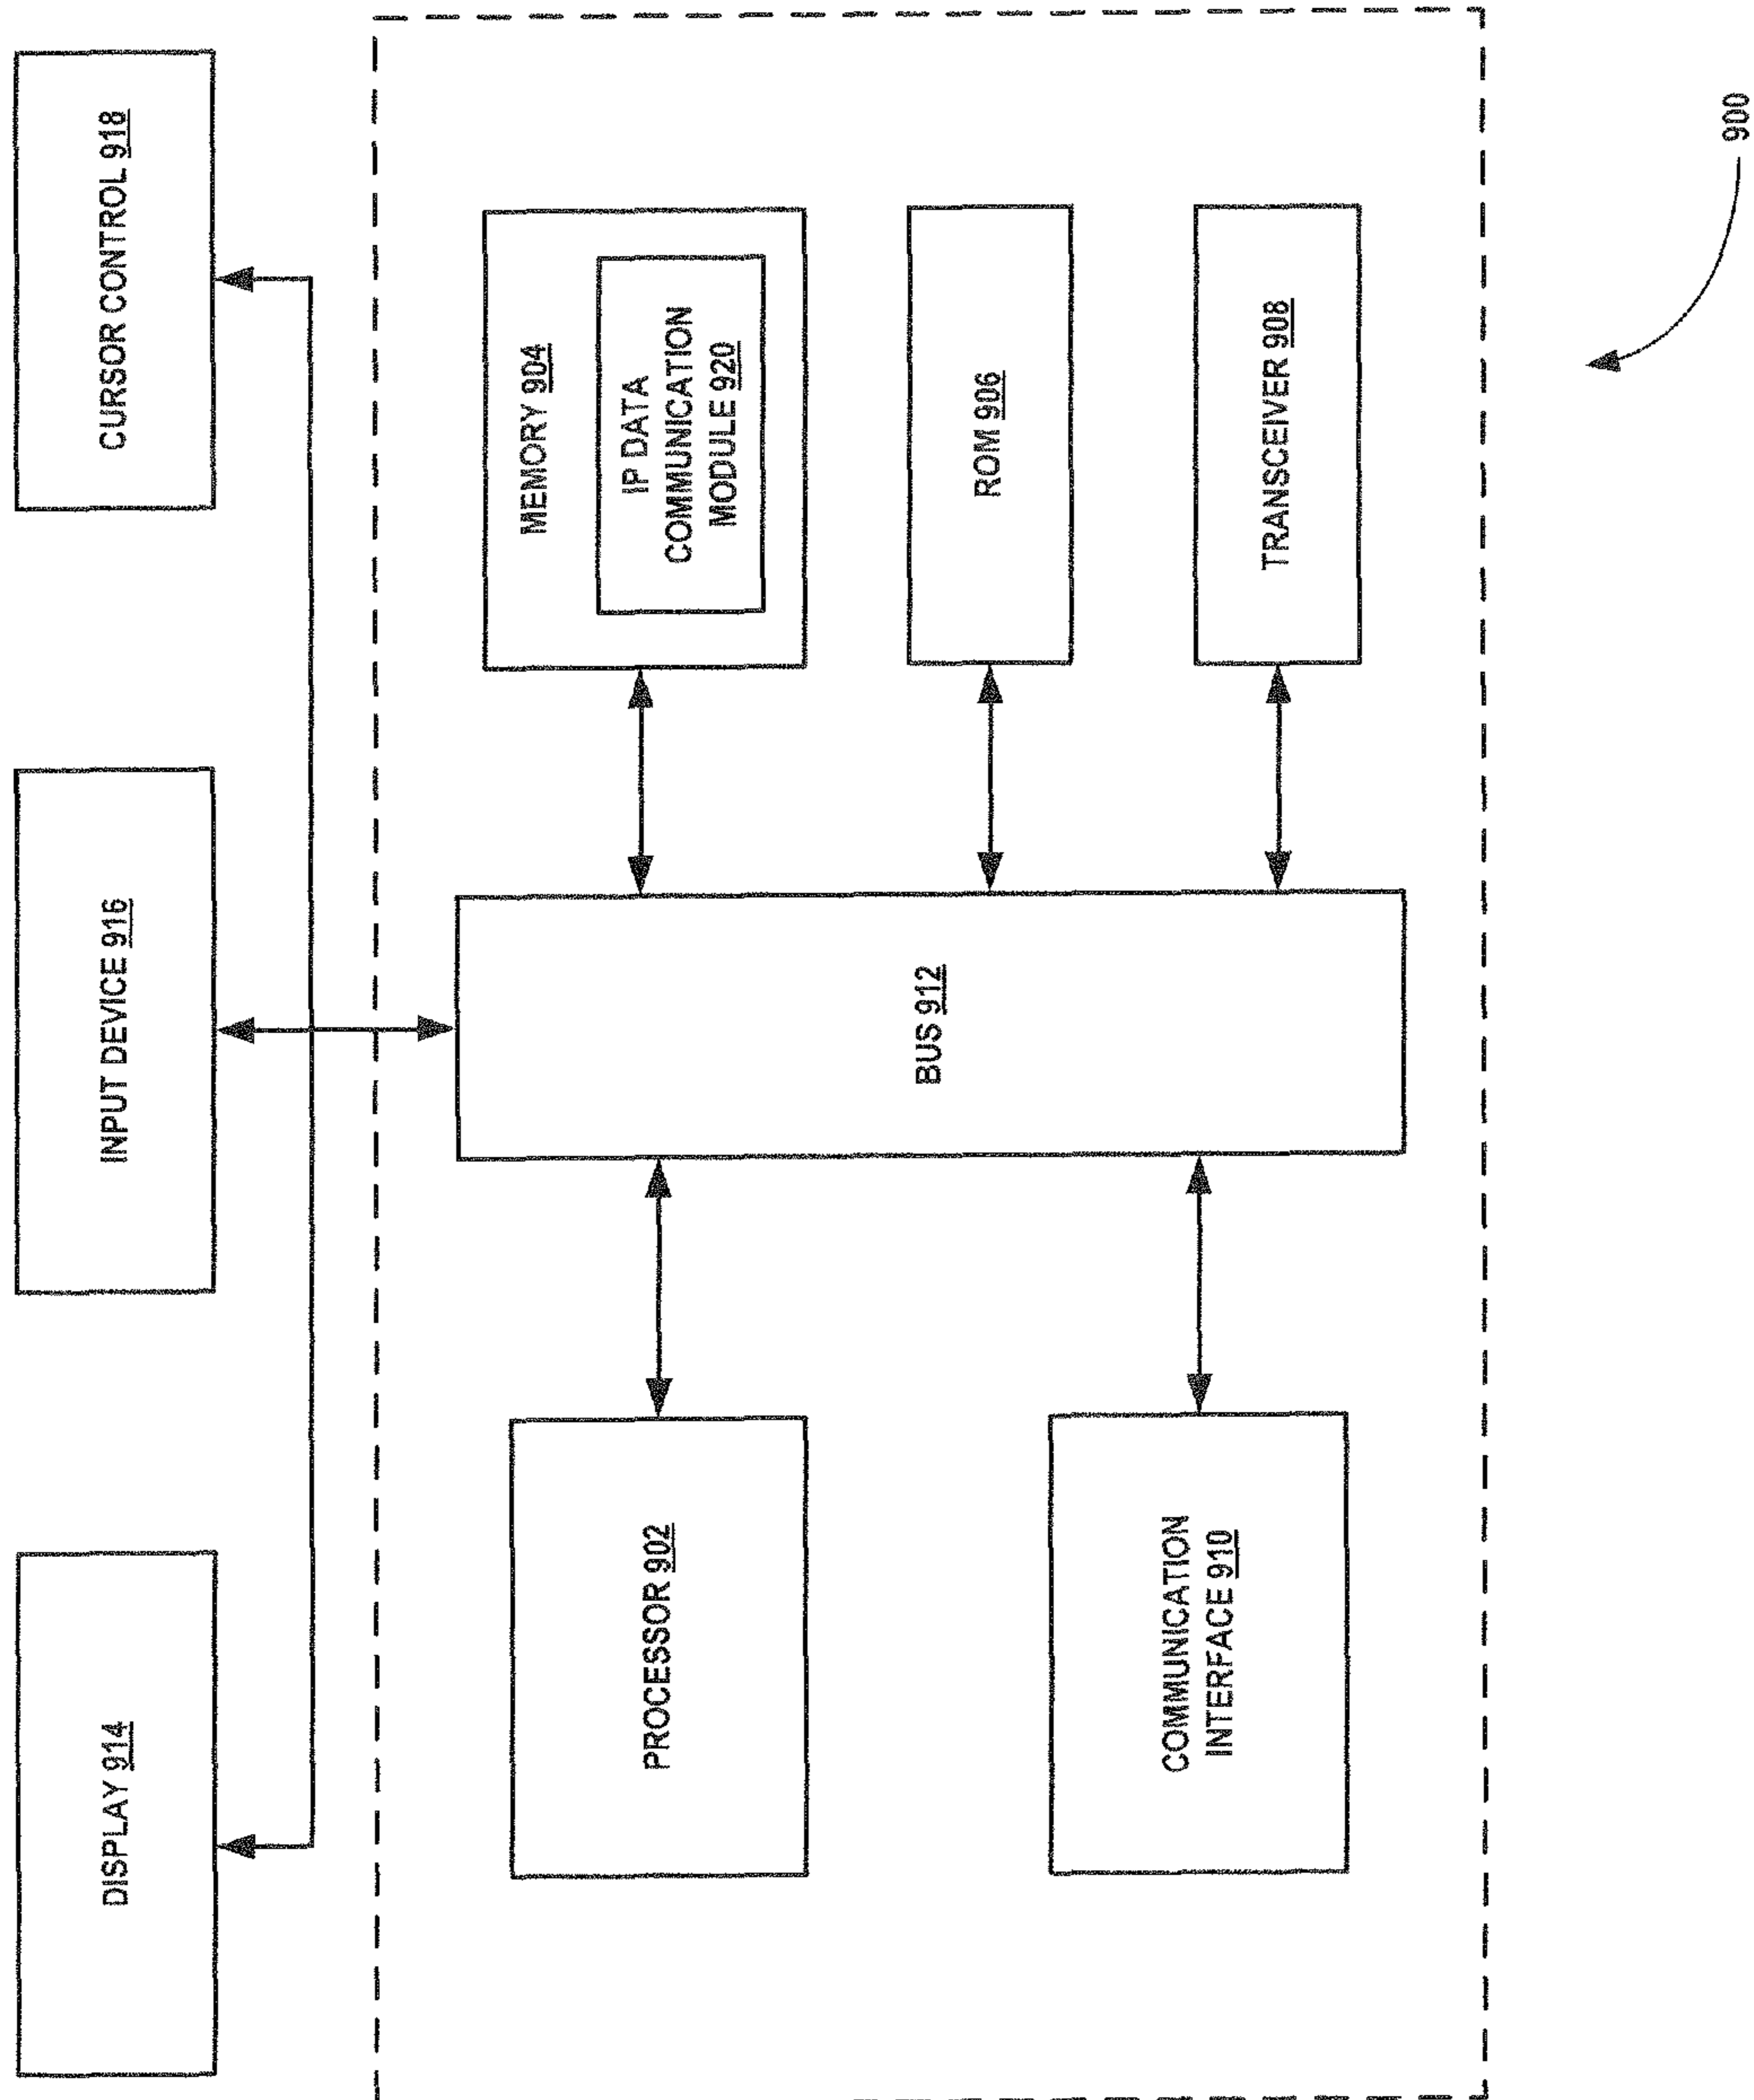 DISPLAY 914
INPUT DEVICE 916
CURSOR CONTROL 918
PROCESSOR 902
BUS 912
MEMORY 904
IP DATA
COMMUNICATION
MODULE 920
ROM 906
COMMUNICATION
INTERFACE 910
TRANSCEIVER 908
900